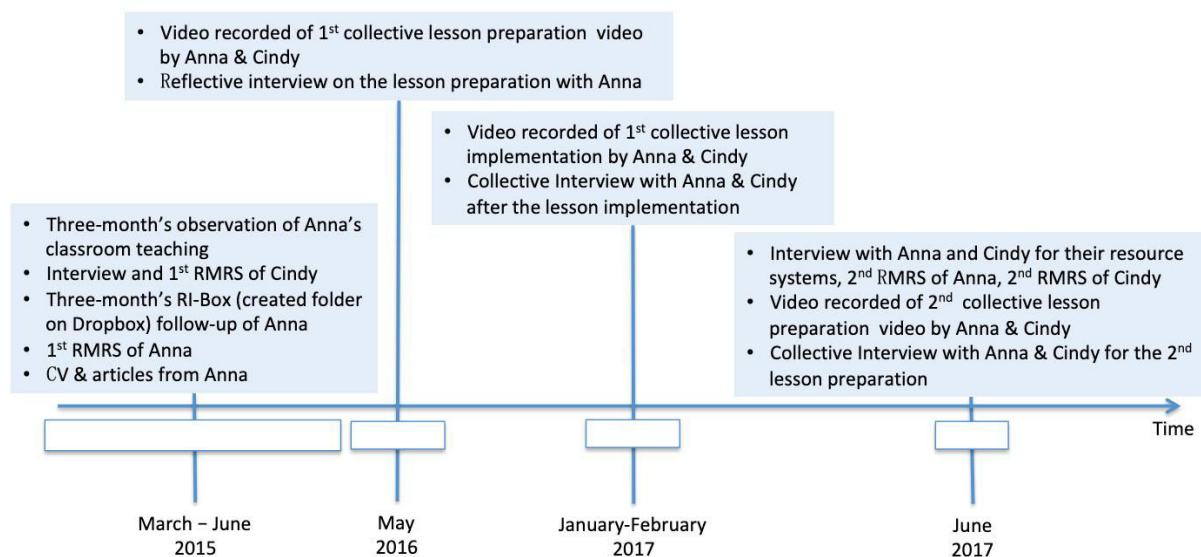 • Video recorded of 1st collective lesson preparation video
by Anna & Cindy
• Reflective interview on the lesson preparation with Anna
• Video recorded of 1st collective lesson
implementation by Anna & Cindy
• Collective Interview with Anna & Cindy
after the lesson implementation
• Three-month's observation of Anna's
classroom teaching
• Interview and 1st RMRS of Cindy
• Three-month's RI-Box (created folder
on Dropbox) follow-up of Anna
• 1st RMRS of Anna
• CV & articles from Anna
• Interview with Anna and Cindy for their resource
systems, 2nd RMRS of Anna, 2nd RMRS of Cindy
• Video recorded of 2nd collective lesson
preparation video by Anna & Cindy
• Collective Interview with Anna & Cindy for the 2nd
lesson preparation
Time
March – June
2015
May
2016
January-February
2017
June
2017